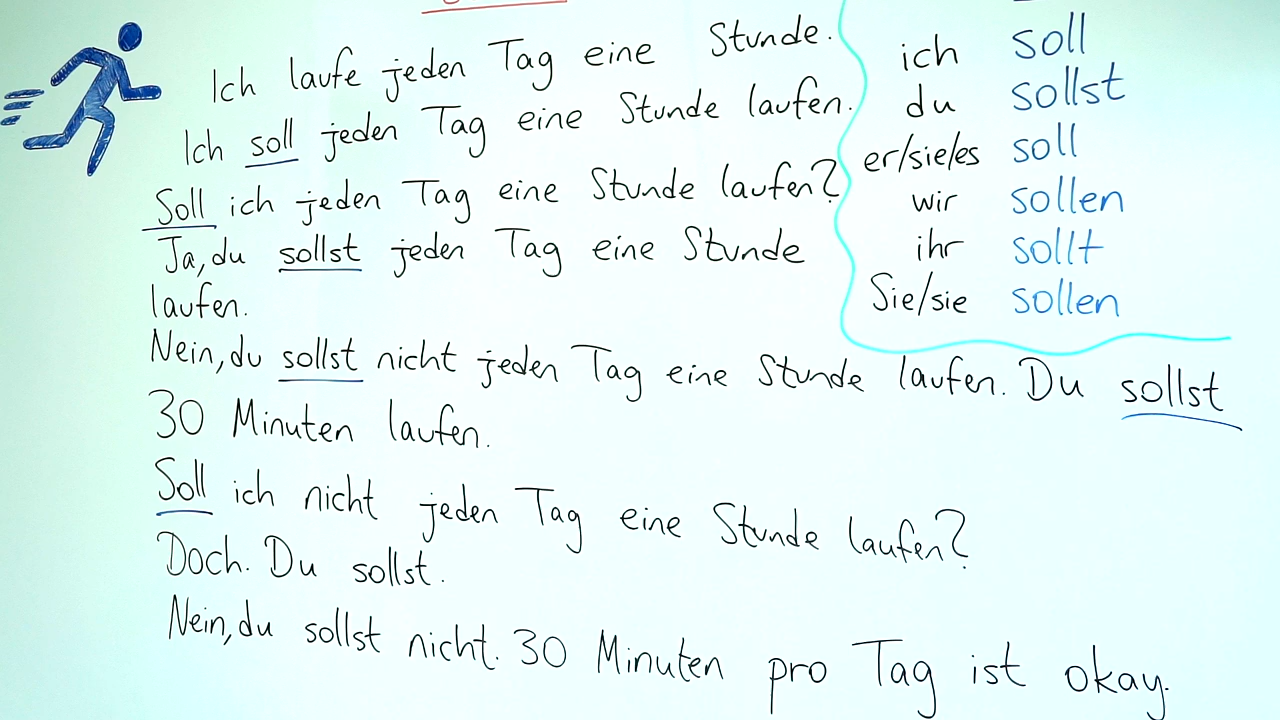 Ich laufe jeden Tag eine Stunde.
Ich soll jeden Tag eine Stunde laufen.
Soll ich jeden Tag eine Stunde laufen?
Ja, du sollst jeden Tag eine Stunde
laufen.
Nein, du sollst nicht jeden Tag eine Stunde laufen. Du sollst
30 Minuten laufen.
Soll ich nicht jeden Tag eine Stunde laufen?
Doch. Du sollst.
Nein, du sollst nicht. 30 Minuten pro Tag ist okay.
ich soll
du sollst
er/sie/es soll
wir sollen
ihr sollt
Sie/sie sollen